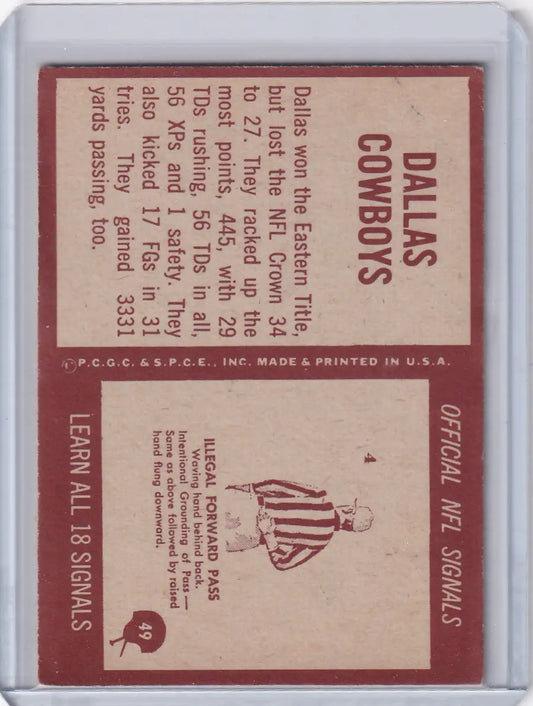 DALLAS
COWBOYS
Dallas won the Eastern Title,
but lost the NFL Crown 34
to 27. They racked up the
most points, 445, with 29
TDs rushing, 56 TDs in all,
56 XPs and 1 safety. They
also kicked 17 FGs in 31
tries. They gained 3331
yards passing, too.
©P.C.G.C. & S.P.C.E., INC. MADE & PRINTED IN U.S.A.
OFFICIAL NFL SIGNALS
4
ILLEGAL FORWARD PASS
Waving hand behind back.
Intentional Grounding of Pass—
Same as above followed by raised
hand flung downward.
49
LEARN ALL 18 SIGNALS